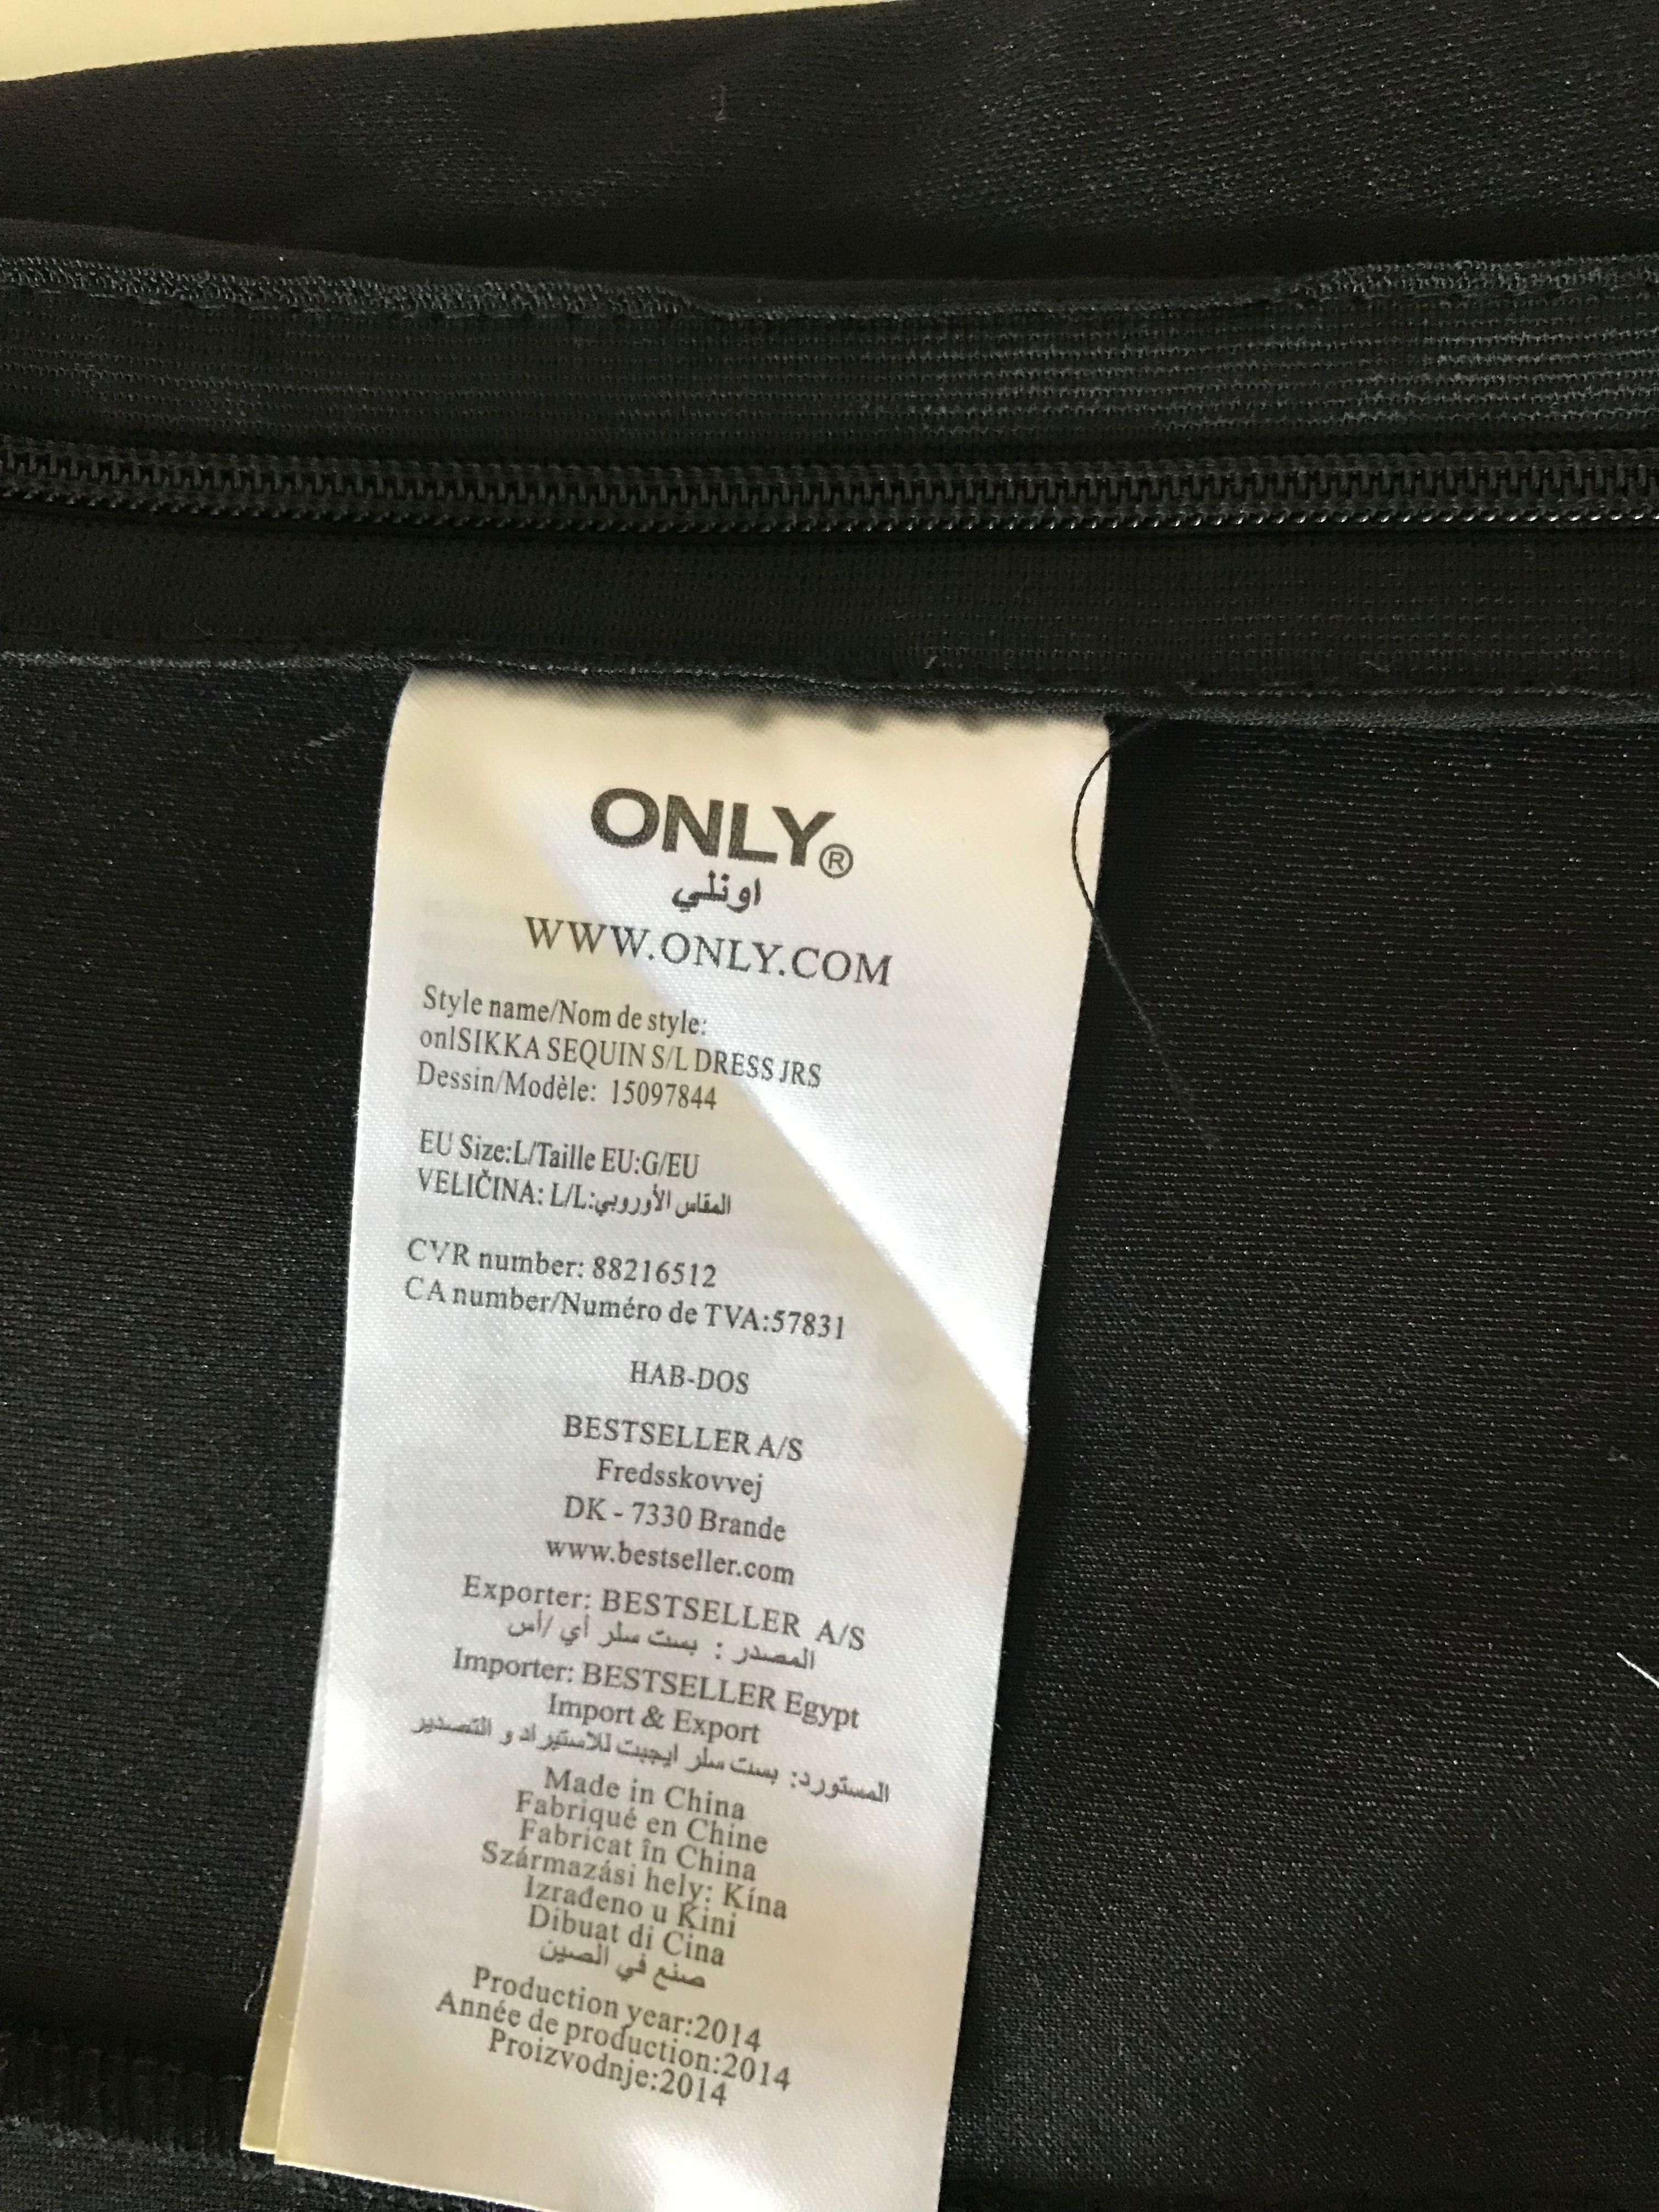 ONLY®
اونلي
WWW.ONLY.COM
Style name/Nom de style:
onlSIKKA SEQUIN S/L DRESS JRS
Dessin/Modèle: 15097844
EU Size:L/Taille EU:G/EU
VELIČINA: L/L:المقاس الأوروبي
CVR number: 88216512
CA number/Numéro de TVA:57831
HAB-DOS
BESTSELLER A/S
Fredsskovvej
DK - 7330 Brande
www.bestseller.com
Exporter: BESTSELLER A/S
المصدر : بست سلر أي /أس
Importer: BESTSELLER Egypt
Import & Export
المستورد: بست سلر ايجبت للاستيراد و التصدير
Made in China
Fabriqué en Chine
Fabricat în China
Származási hely: Kína
Izrađeno u Kini
Dibuat di Cina
صنع في الصين
Production year:2014
Année de production:2014
Proizvodnje:2014